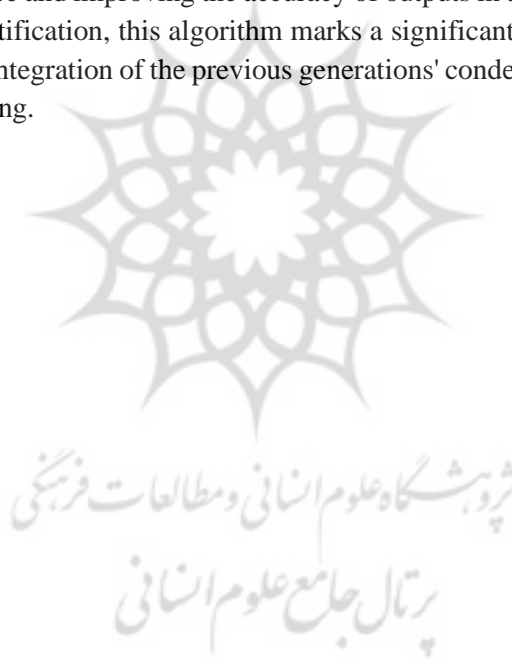 and improving the accuracy of outputs in
tification, this algorithm marks a significant
ntegration of the previous generations' conde
ng.
پژوهشگاه علوم انسانی و مطالعات فرهنگی
پرتال جامع علوم انسانی